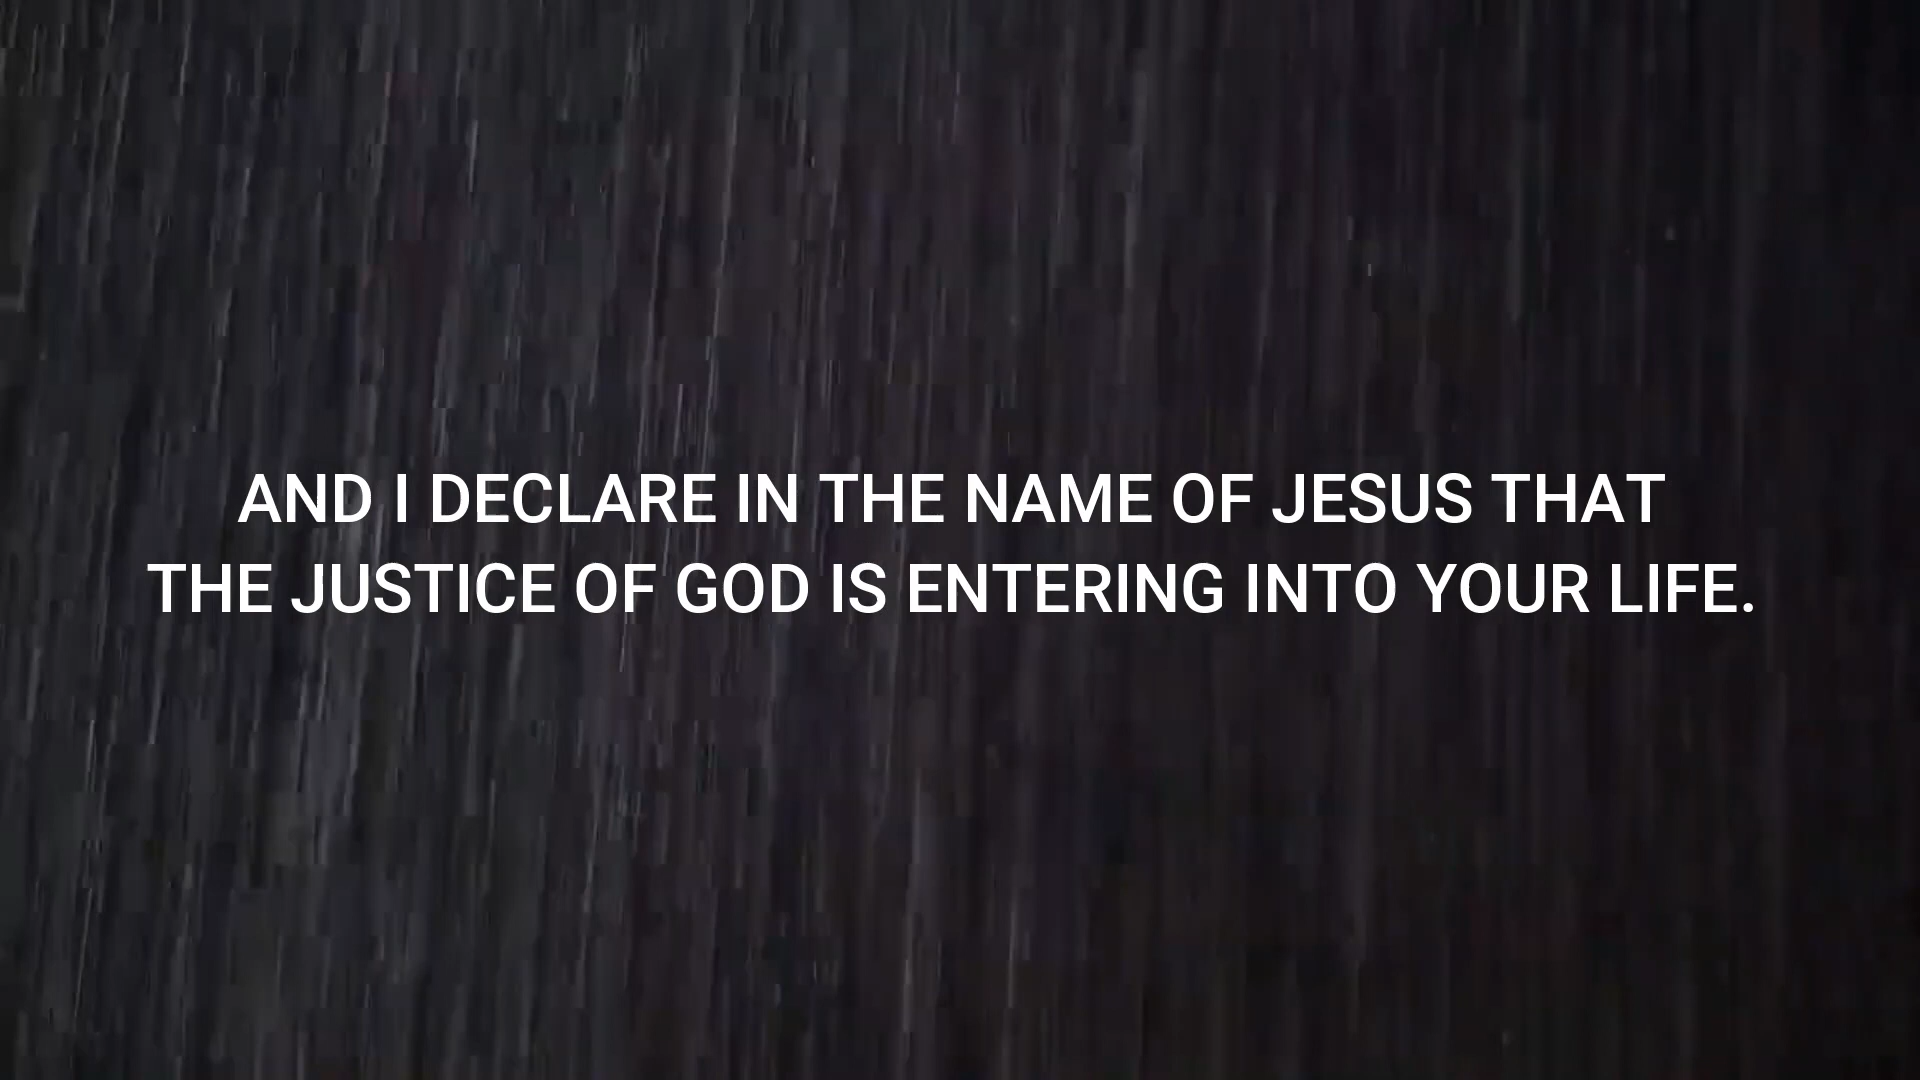 AND I DECLARE IN THE NAME OF JESUS THAT
THE JUSTICE OF GOD IS ENTERING INTO YOUR LIFE.